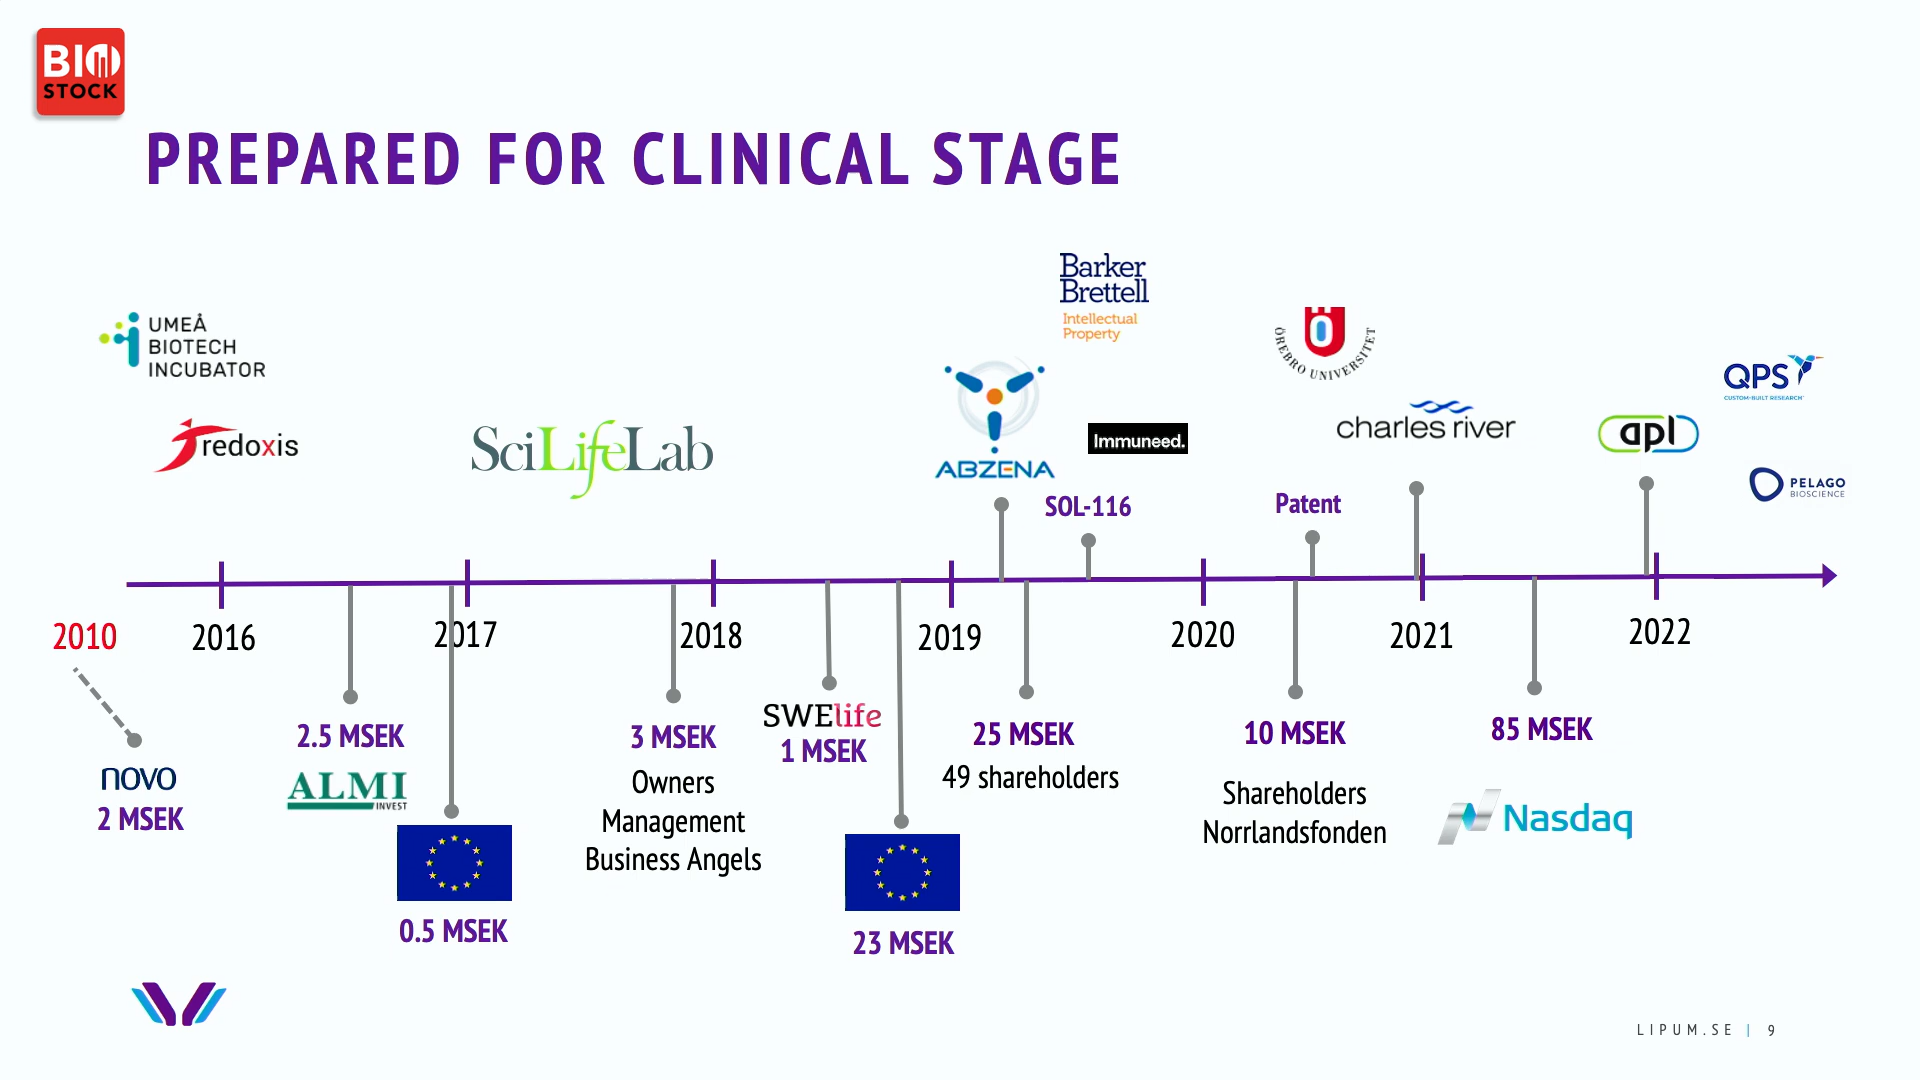 BIO
STOCK
PREPARED FOR CLINICAL STAGE
UMEÅ
BIOTECH
INCUBATOR
redoxis
SciLifeLab
ABZENA
Barker
Brettell
Intellectual
Property
Immuneed.
SOL-116
ÖREBRO UNIVERSITET
Patent
charles river
apl
QPS
CUSTOM-BUILT RESEARCH
PELAGO
BIOSCIENCE
2010
2016
2017
2018
2019
2020
2021
2022
novo
2 MSEK
2.5 MSEK
ALMI
INVEST
0.5 MSEK
3 MSEK
Owners
Management
Business Angels
SWElife
1 MSEK
23 MSEK
25 MSEK
49 shareholders
10 MSEK
Shareholders
Norrlandsfonden
85 MSEK
Nasdaq
LIPUM.SE | 9